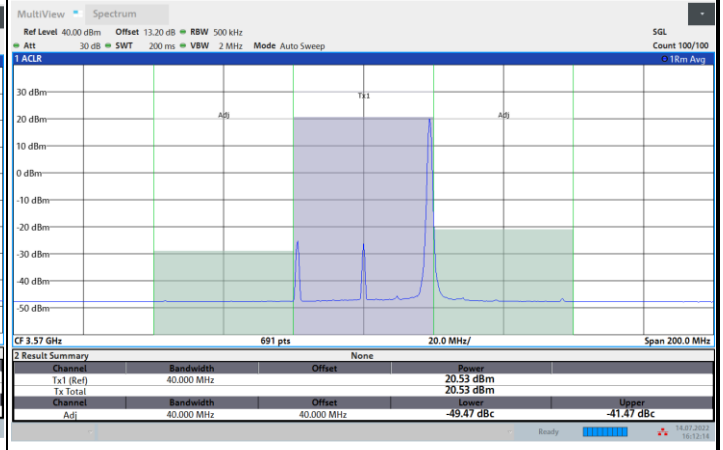 MultiView Spectrum
Ref Level 40.00 dBm Offset 13.20 dB RBW 500 kHz SGL
Att 30 dB SWT 200 ms VBW 2 MHz Mode Auto Sweep Count 100/100
1 ACLR 1Rm Avg
Tx1
Adj Adj
30 dBm
20 dBm
10 dBm
0 dBm
-10 dBm
-20 dBm
-30 dBm
-40 dBm
-50 dBm
CF 3.57 GHz 691 pts 20.0 MHz/ Span 200.0 MHz
2 Result Summary None
Channel Bandwidth Offset Power
Tx1 (Ref) 40.000 MHz 20.53 dBm
Tx Total 20.53 dBm
Channel Bandwidth Offset Lower Upper
Adj 40.000 MHz 40.000 MHz -49.47 dBc -41.47 dBc
Ready 14.07.2022
16:12:14